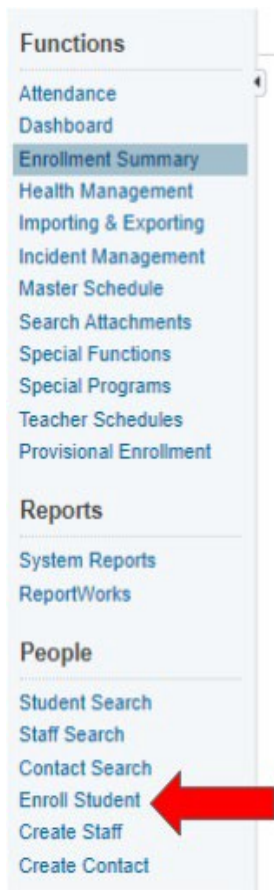 Functions
Attendance
Dashboard
Enrollment Summary
Health Management
Importing & Exporting
Incident Management
Master Schedule
Search Attachments
Special Functions
Special Programs
Teacher Schedules
Provisional Enrollment
Reports
System Reports
ReportWorks
People
Student Search
Staff Search
Contact Search
Enroll Student
Create Staff
Create Contact